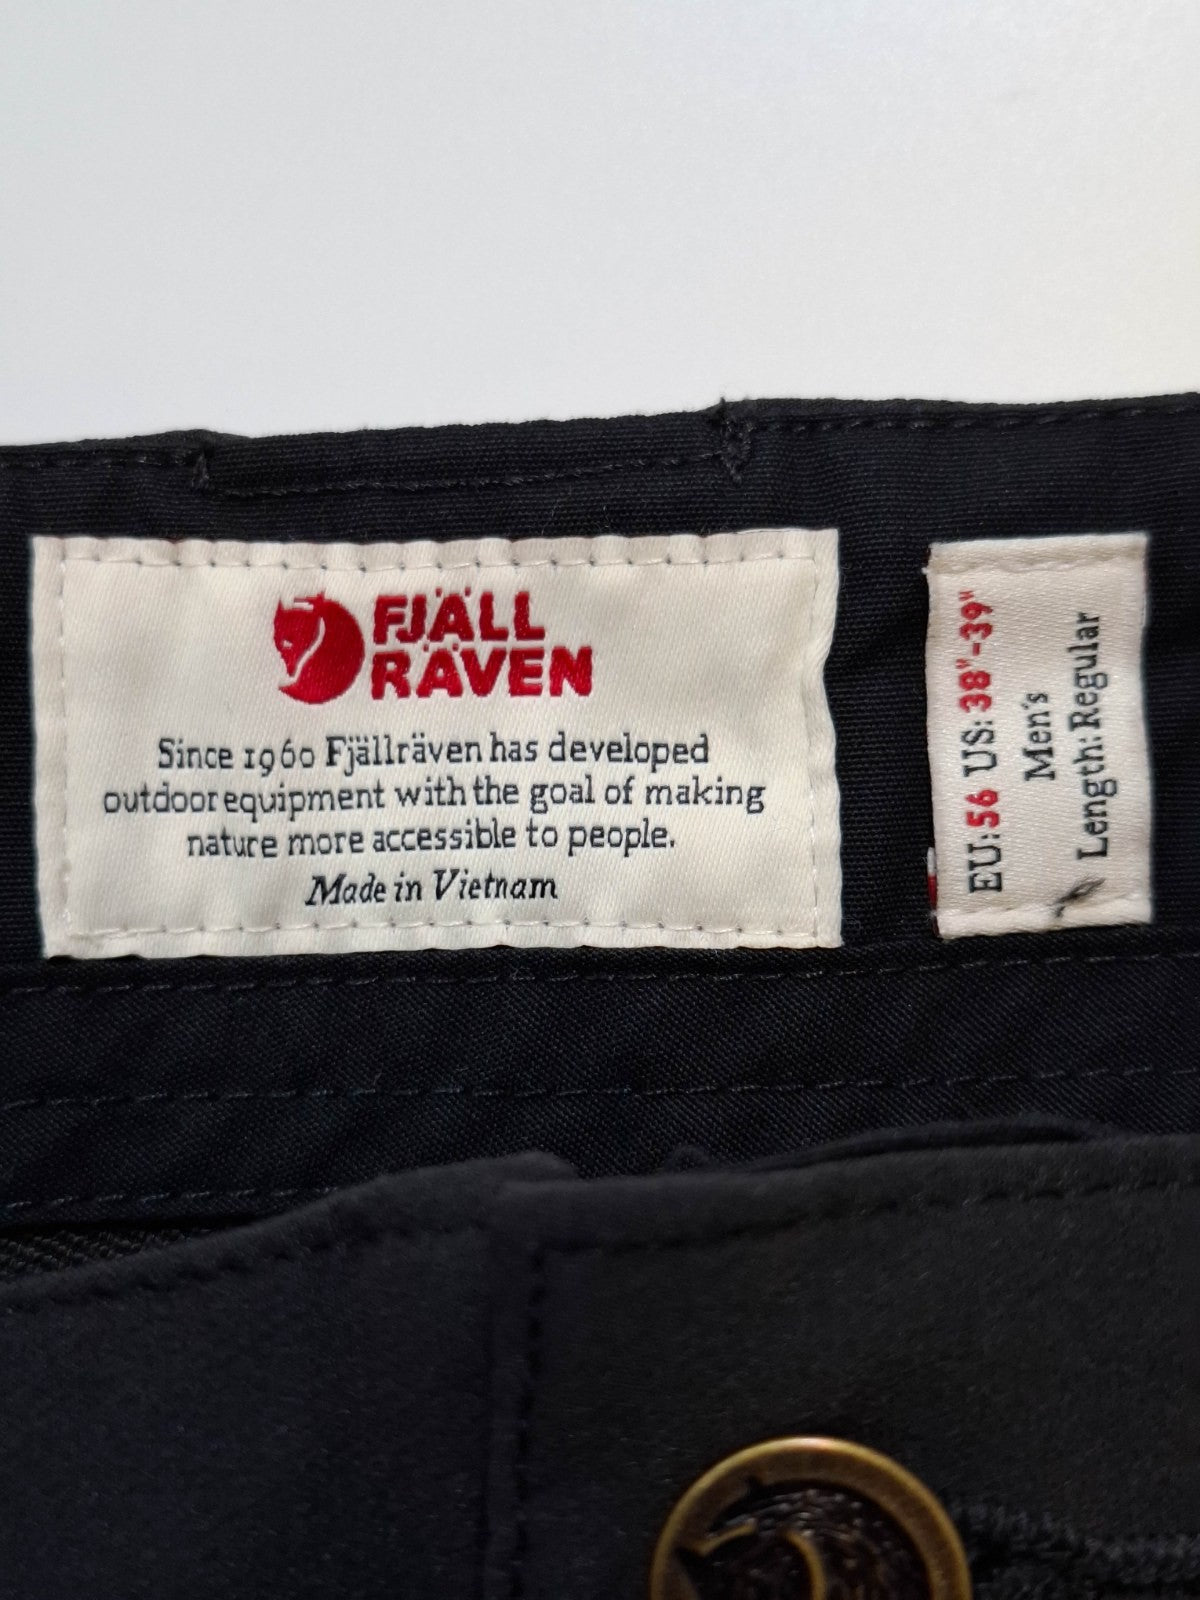 FJÄLL
RÄVEN
Since 1960 Fjällräven has developed
outdoor equipment with the goal of making
nature more accessible to people.
Made in Vietnam
EU: 56 US: 38"-39"
Men's
Length: Regular